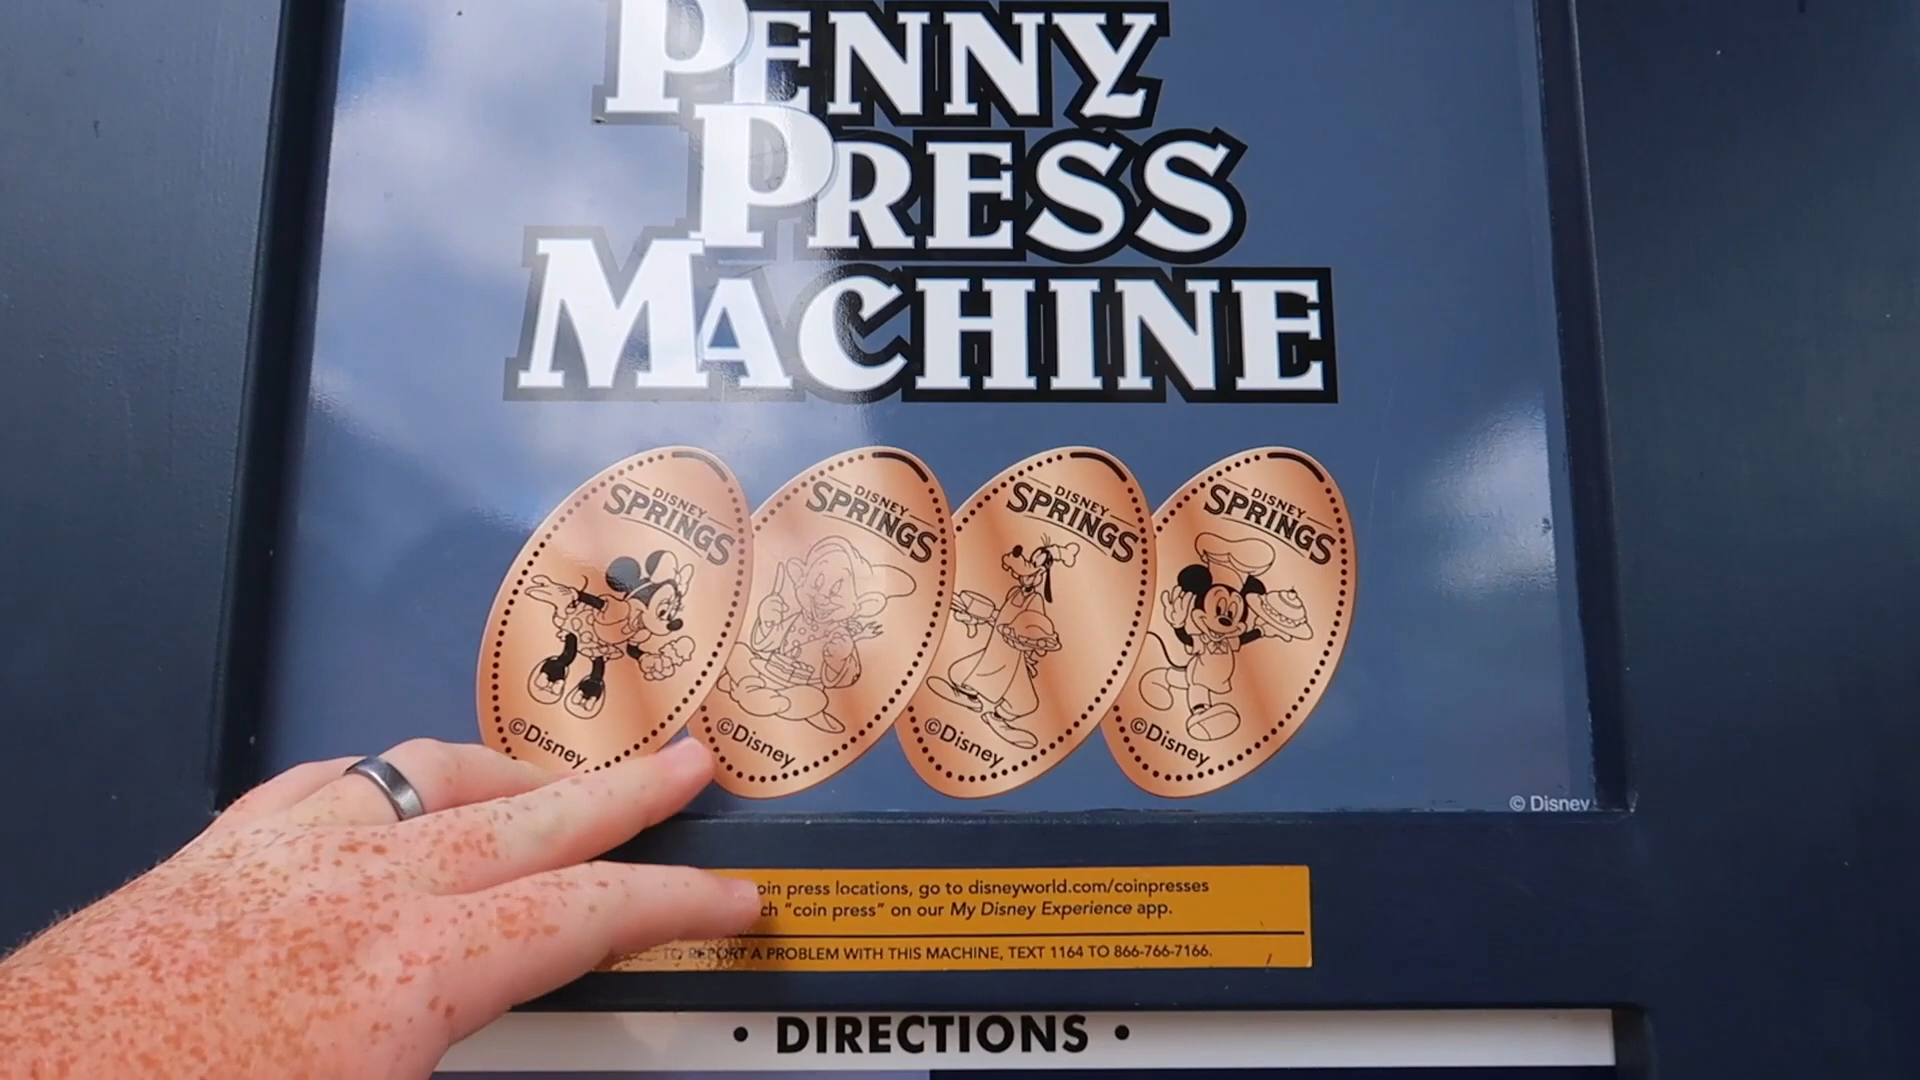 PENNY
PRESS
MACHINE
DISNEY
SPRINGS
©Disney
DISNEY
SPRINGS
©Disney
DISNEY
SPRINGS
©Disney
DISNEY
SPRINGS
©Disney
© Disney
press locations, go to disneyworld.com/coinpresses
"coin press" on our My Disney Experience app.
TO REPORT A PROBLEM WITH THIS MACHINE, TEXT 1164 TO 866-766-7166.
• DIRECTIONS •